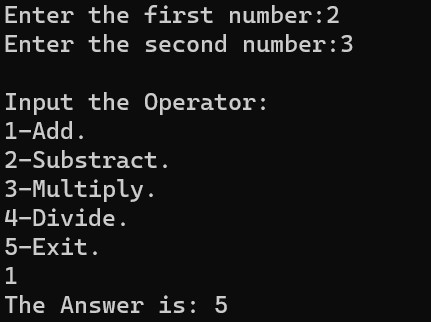 Enter the first number:2
Enter the second number:3
Input the Operator:
1-Add.
2-Substract.
3-Multiply.
4-Divide.
5-Exit.
1
The Answer is: 5